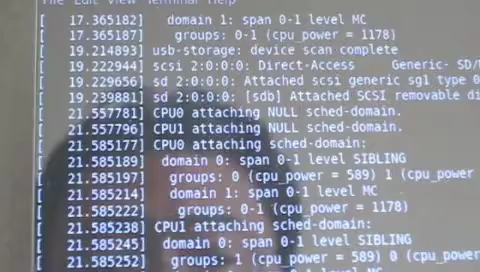 File Edit View Terminal Help
[   17.365182]   domain 1: span 0-1 level MC
[   17.365187]    groups: 0-1 (cpu_power = 1178)
[   19.214893] usb-storage: device scan complete
[   19.222944] scsi 2:0:0:0: Direct-Access     Generic- SD/
[   19.229656] sd 2:0:0:0: Attached scsi generic sg1 type 0
[   19.239881] sd 2:0:0:0: [sdb] Attached SCSI removable di
[   21.557781] CPU0 attaching NULL sched-domain.
[   21.557796] CPU1 attaching NULL sched-domain.
[   21.585177] CPU0 attaching sched-domain:
[   21.585189]  domain 0: span 0-1 level SIBLING
[   21.585197]   groups: 0 (cpu_power = 589) 1 (cpu_power
[   21.585214]   domain 1: span 0-1 level MC
[   21.585222]    groups: 0-1 (cpu_power = 1178)
[   21.585238] CPU1 attaching sched-domain:
[   21.585245]  domain 0: span 0-1 level SIBLING
[   21.585252]   groups: 1 (cpu_power = 589) 0 (cpu_power